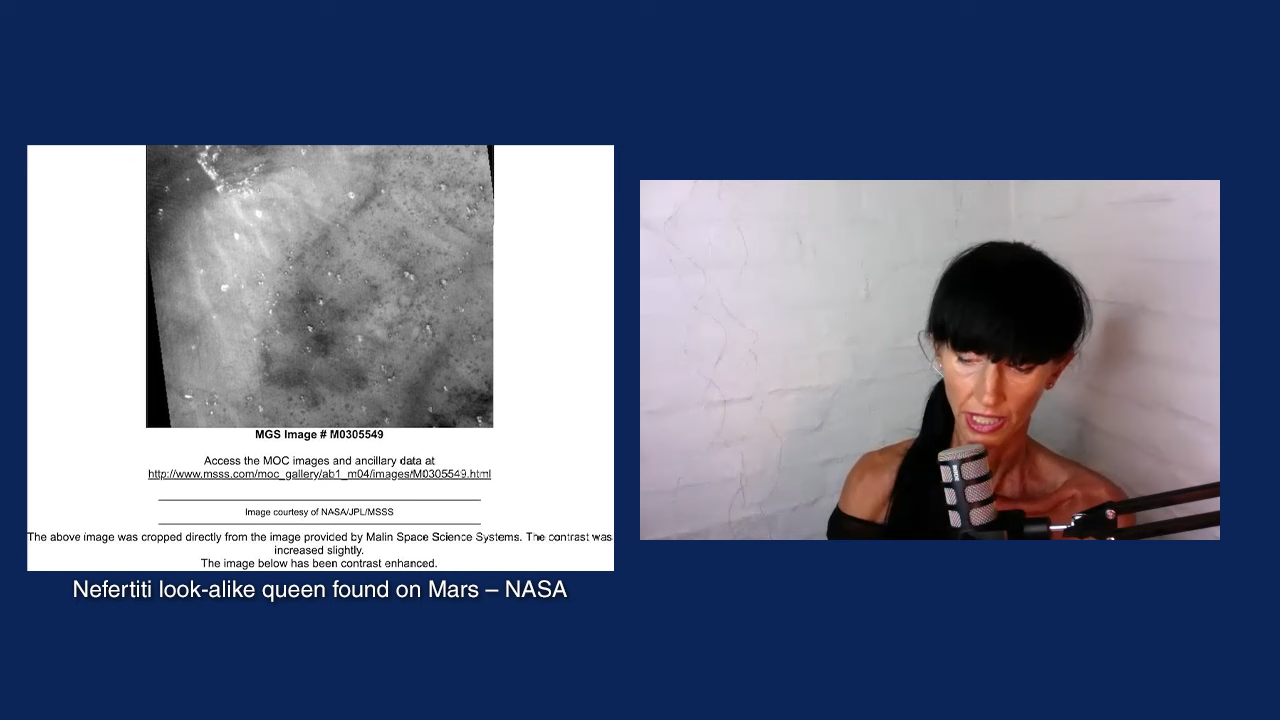 MGS Image # M0305549
Access the MOC images and ancillary data at
http://www.msss.com/moc_gallery/ab1_m04/images/M0305549.html
Image courtesy of NASA/JPL/MSSS
The above image was cropped directly from the image provided by Malin Space Science Systems. The contrast was
increased slightly.
The image below has been contrast enhanced.
Nefertiti look-alike queen found on Mars – NASA